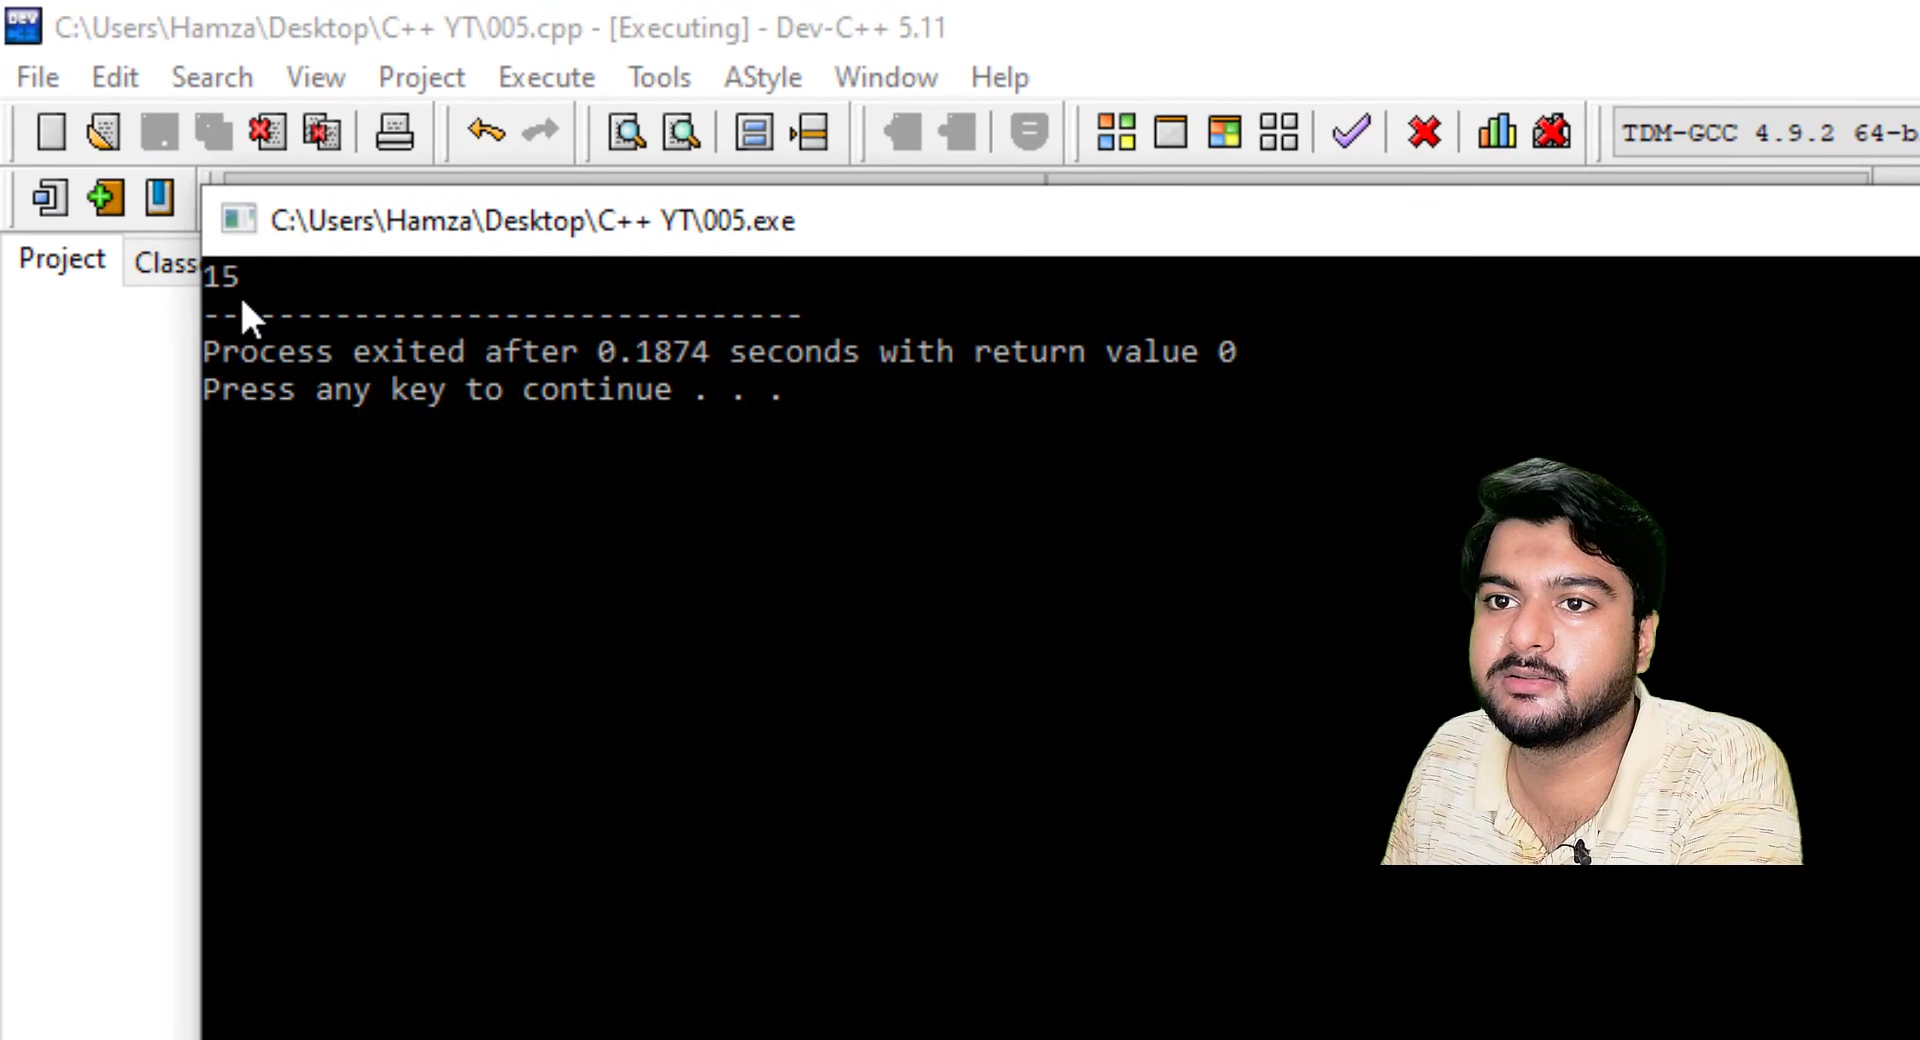 DEV
C:\Users\Hamza\Desktop\C++ YT\005.cpp - [Executing] - Dev-C++ 5.11
File Edit Search View Project Execute Tools AStyle Window Help
TDM-GCC 4.9.2 64-b
C:\Users\Hamza\Desktop\C++ YT\005.exe
Project Class
15
--------------------------------
Process exited after 0.1874 seconds with return value 0
Press any key to continue . . .